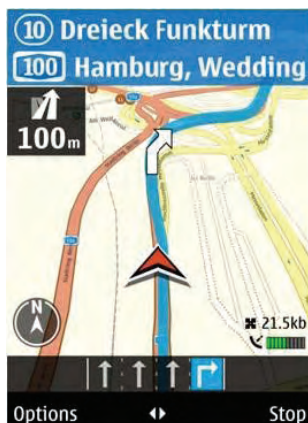 10 Dreieck Funkturm
100 Hamburg, Wedding
100m
N
21.5kb
Options
Stop